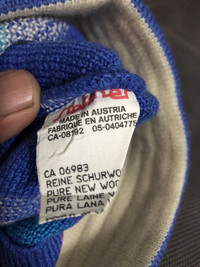 MADE IN AUSTRIA
FABRIQUE EN AUTRICHE
CA-08192 05-0404775
CA 06983
REINE SCHURWO
PURE NEW WOO
PURE LAINE V
PURA LANA